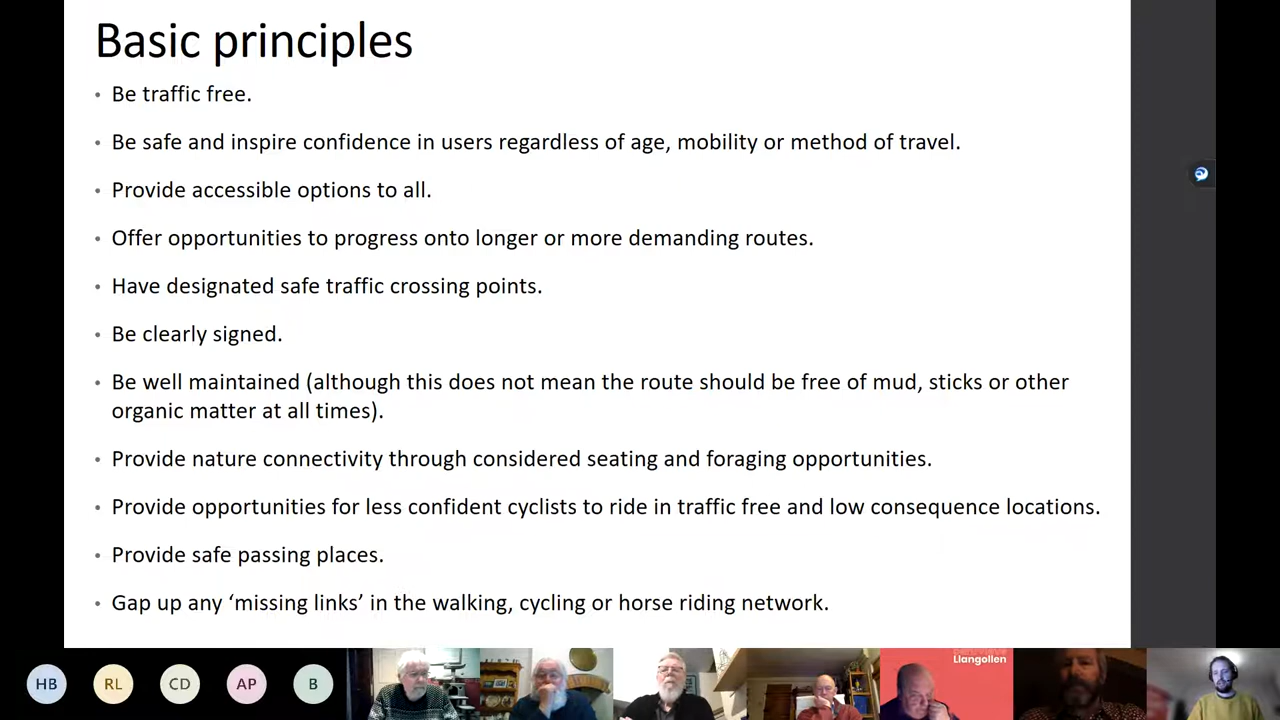 Basic principles
• Be traffic free.
• Be safe and inspire confidence in users regardless of age, mobility or method of travel.
• Provide accessible options to all.
• Offer opportunities to progress onto longer or more demanding routes.
• Have designated safe traffic crossing points.
• Be clearly signed.
• Be well maintained (although this does not mean the route should be free of mud, sticks or other
organic matter at all times).
• Provide nature connectivity through considered seating and foraging opportunities.
• Provide opportunities for less confident cyclists to ride in traffic free and low consequence locations.
• Provide safe passing places.
• Gap up any ‘missing links’ in the walking, cycling or horse riding network.
Llangollen
HB RL CD AP B